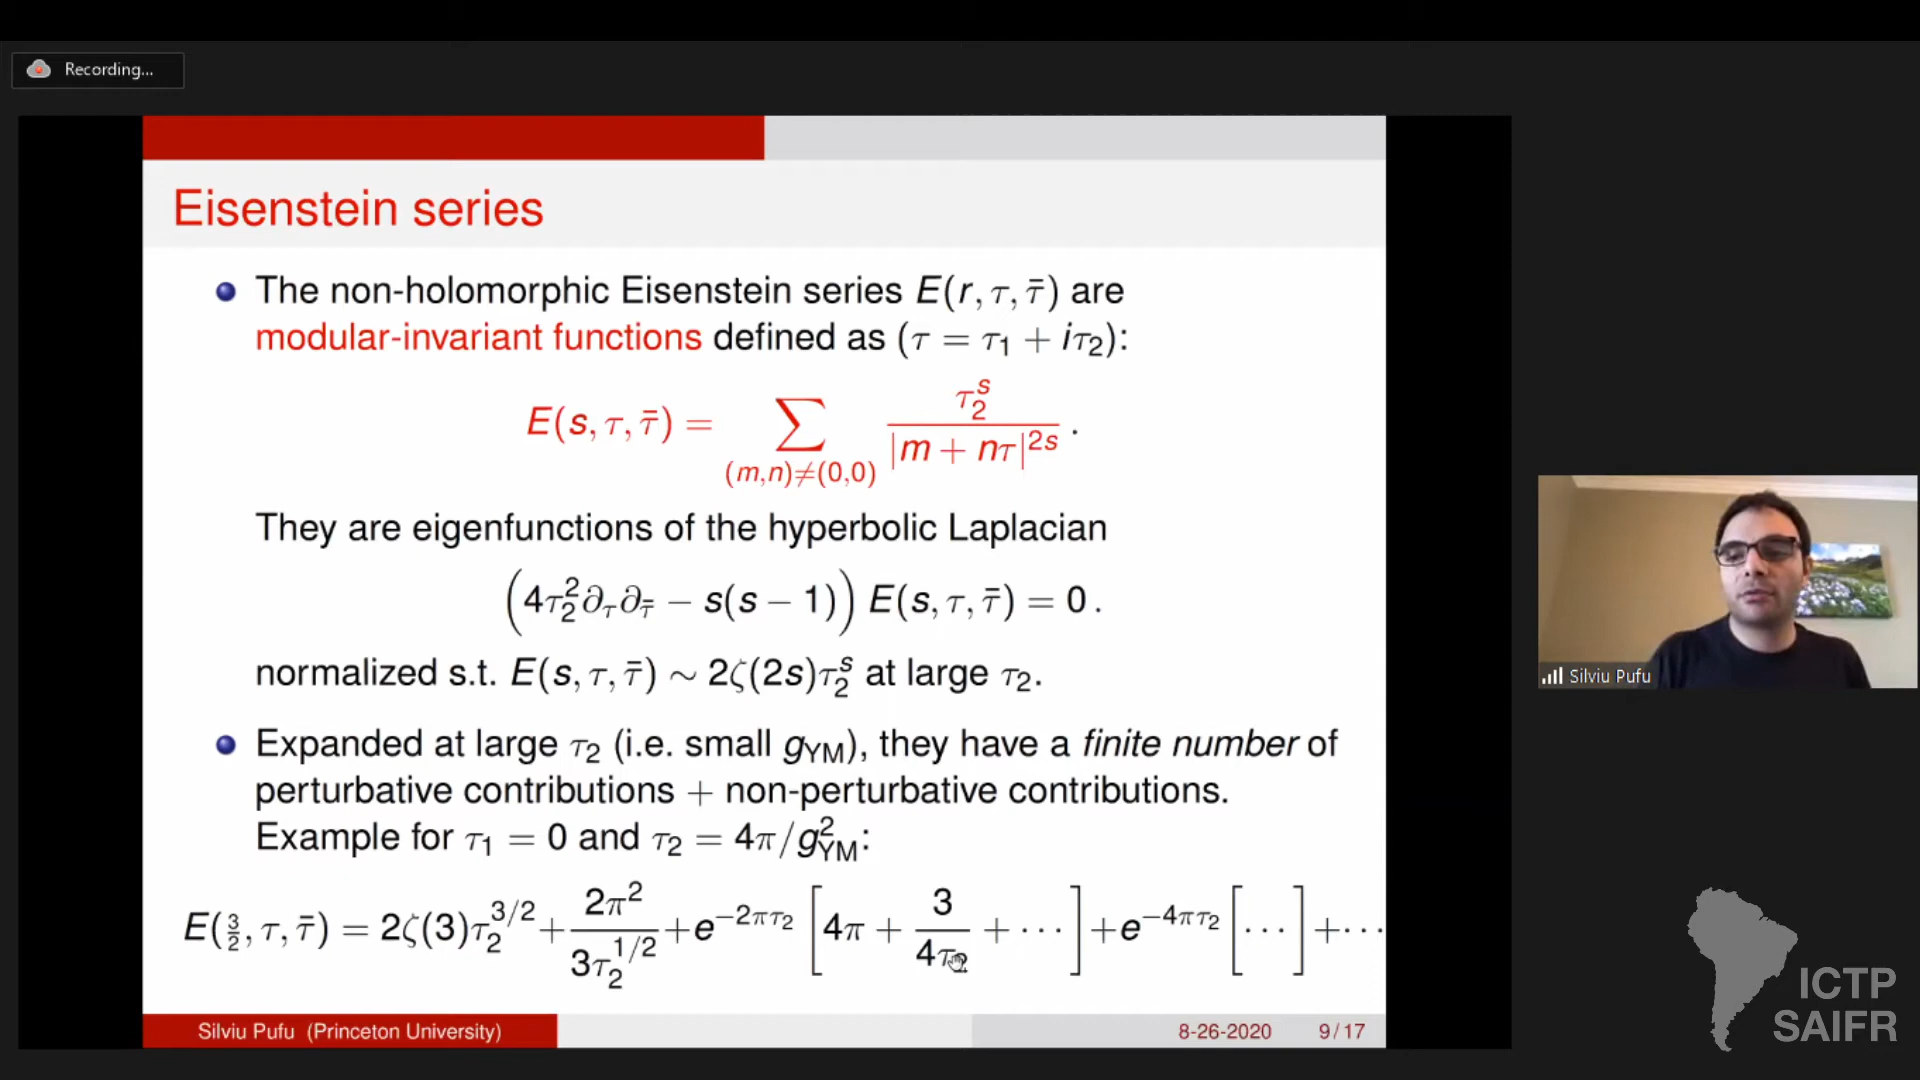 Recording...
Eisenstein series
The non-holomorphic Eisenstein series E(r, τ, τ̄) are
modular-invariant functions defined as (τ = τ₁ + iτ₂):
E(s, τ, τ̄) = ∑_{(m,n)≠(0,0)} τ₂^s / |m + nτ|^{2s} .
They are eigenfunctions of the hyperbolic Laplacian
(4τ₂²∂_τ∂_τ̄ − s(s − 1)) E(s, τ, τ̄) = 0 .
normalized s.t. E(s, τ, τ̄) ∼ 2ζ(2s)τ₂^s at large τ₂.
Expanded at large τ₂ (i.e. small g_YM), they have a finite number of
perturbative contributions + non-perturbative contributions.
Example for τ₁ = 0 and τ₂ = 4π/g²_YM:
E(3/2, τ, τ̄) = 2ζ(3)τ₂^{3/2} + 2π²/(3τ₂^{1/2}) + e^{−2πτ₂} [4π + 3/(4τ₂) + ···] + e^{−4πτ₂} [···] + ···
Silviu Pufu (Princeton University)
8-26-2020
9/17
Silviu Pufu
ICTP
SAIFR